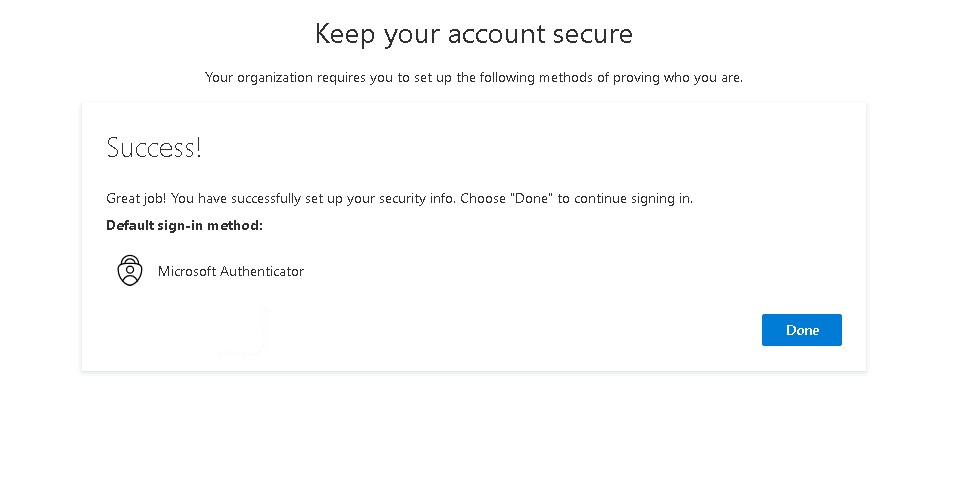 Keep your account secure
Your organization requires you to set up the following methods of proving who you are.
Success!
Great job! You have successfully set up your security info. Choose "Done" to continue signing in.
Default sign-in method:
Microsoft Authenticator
Done